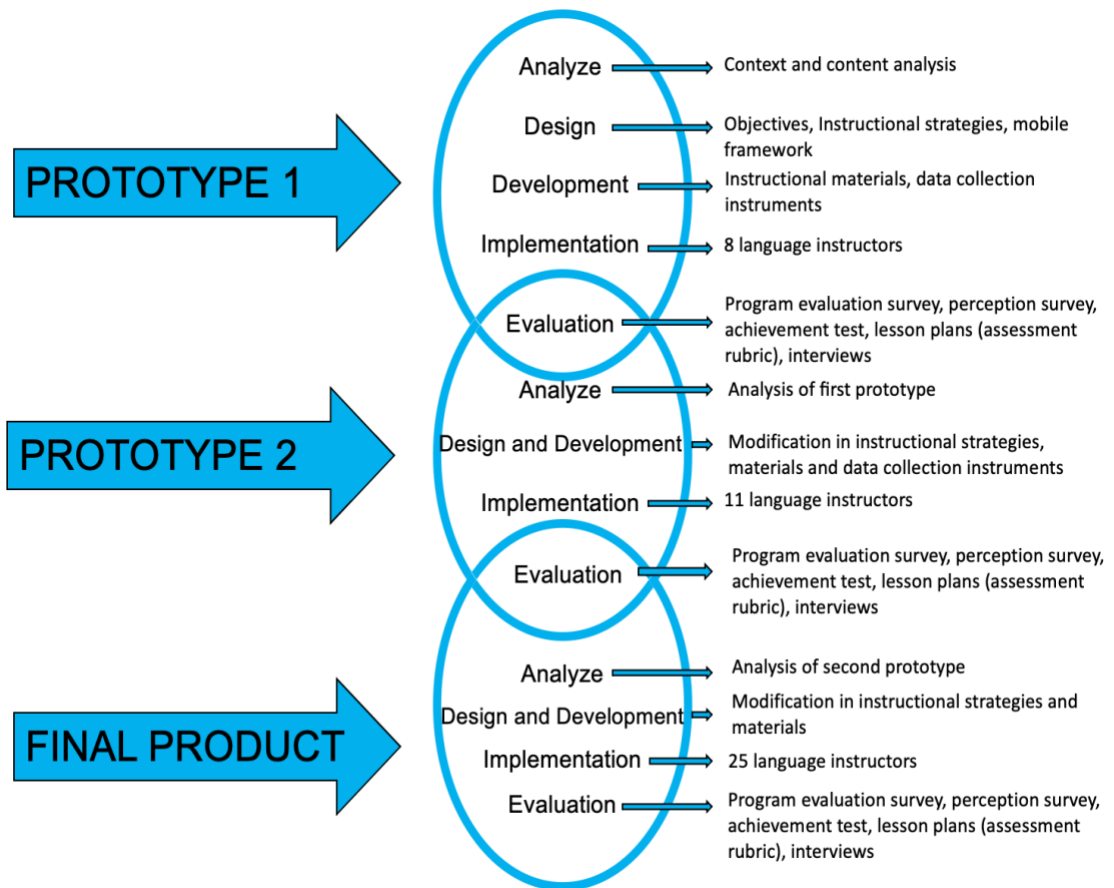 Analyze
Context and content analysis
Design
Objectives, Instructional strategies, mobile
framework
PROTOTYPE 1
Development
Instructional materials, data collection
instruments
Implementation
8 language instructors
Evaluation
Program evaluation survey, perception survey,
achievement test, lesson plans (assessment
rubric), interviews
Analyze
Analysis of first prototype
PROTOTYPE 2
Design and Development
Modification in instructional strategies,
materials and data collection instruments
Implementation
11 language instructors
Evaluation
Program evaluation survey, perception survey,
achievement test, lesson plans (assessment
rubric), interviews
Analyze
Analysis of second prototype
FINAL PRODUCT
Design and Development
Modification in instructional strategies and
materials
Implementation
25 language instructors
Evaluation
Program evaluation survey, perception survey,
achievement test, lesson plans (assessment
rubric), interviews